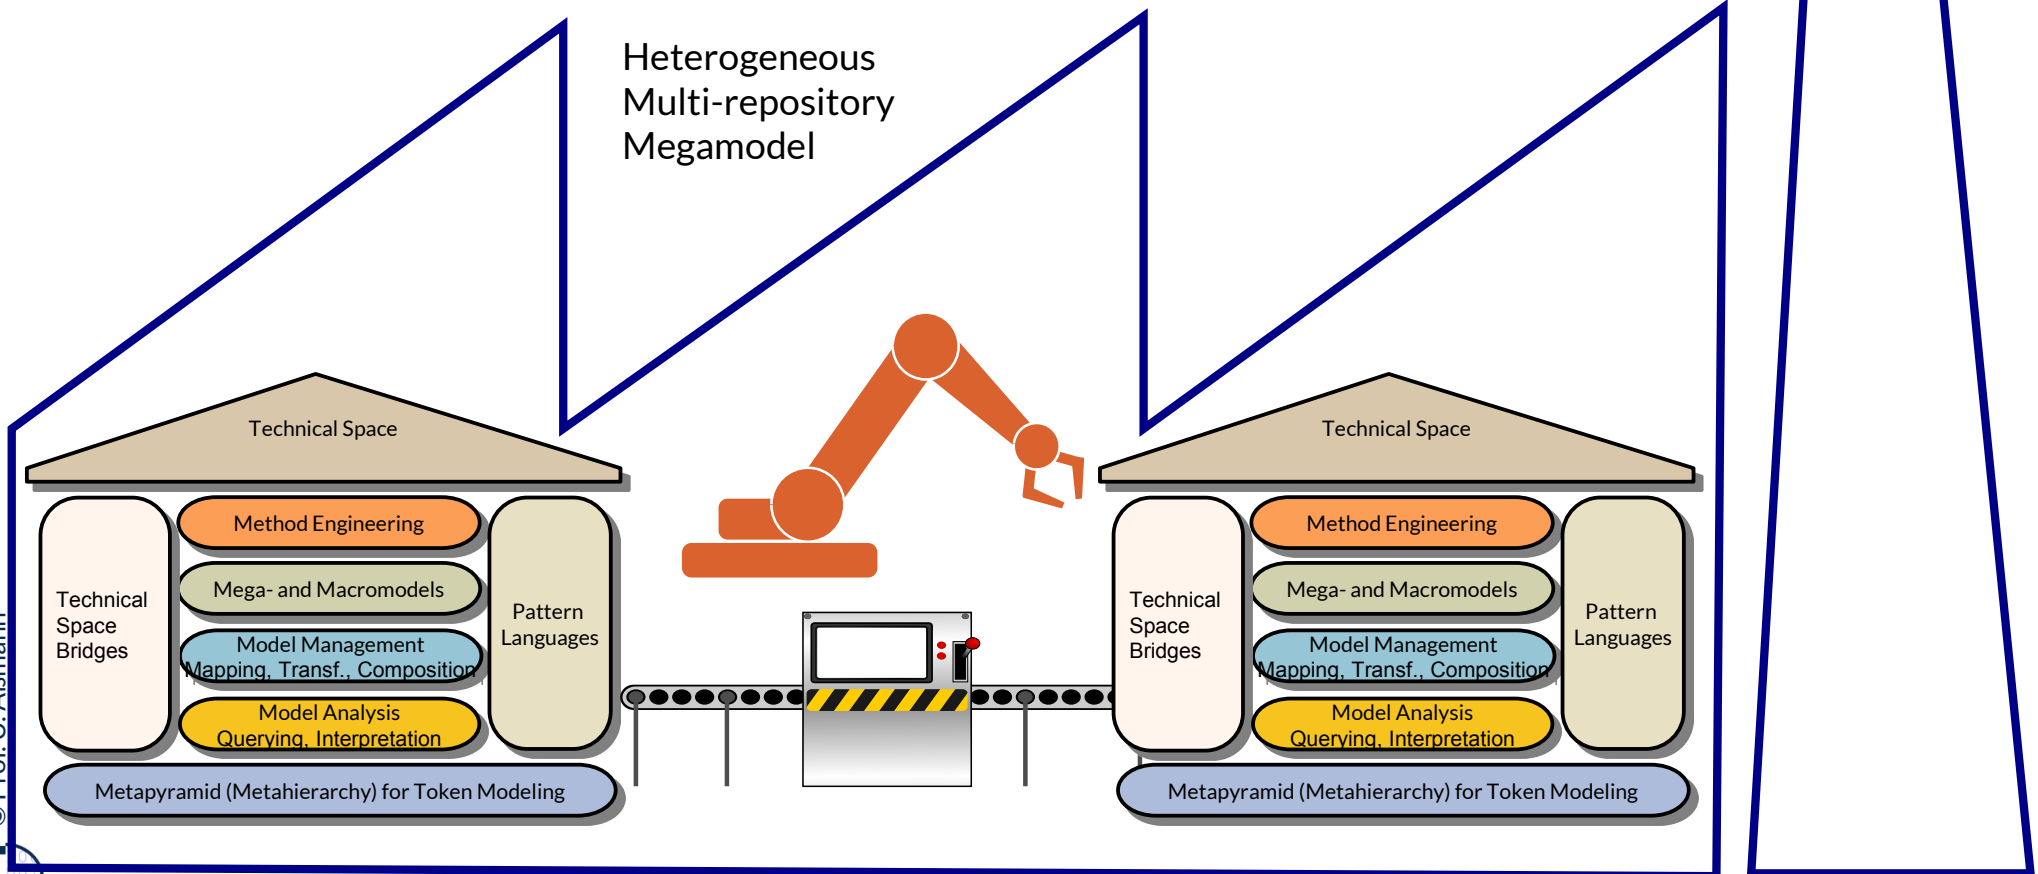 Heterogeneous
Multi-repository
Megamodel
Technical Space
Method Engineering
Mega- and Macromodels
Technical
Space
Bridges
Pattern
Languages
Model Management
Mapping, Transf., Composition
Model Analysis
Querying, Interpretation
Metapyramid (Metahierarchy) for Token Modeling
Technical Space
Method Engineering
Mega- and Macromodels
Technical
Space
Bridges
Pattern
Languages
Model Management
Mapping, Transf., Composition
Model Analysis
Querying, Interpretation
Metapyramid (Metahierarchy) for Token Modeling